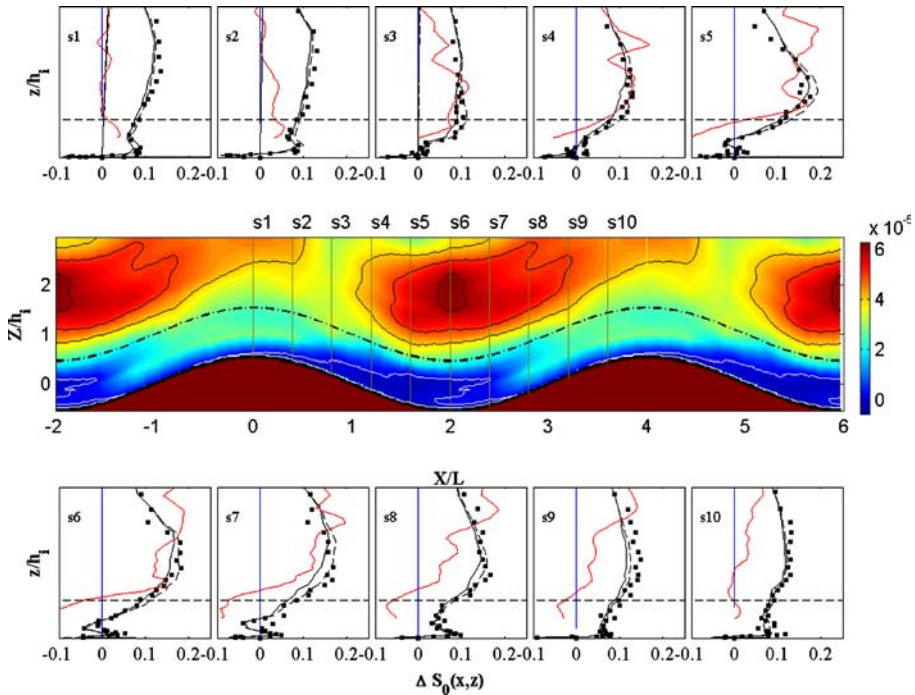 s1
s2
s3
s4
s5
z/hᵢ
-0.1 0 0.1 0.2-0.1 0 0.1 0.2-0.1 0 0.1 0.2-0.1 0 0.1 0.2-0.1 0 0.1 0.2
s1 s2 s3 s4 s5 s6 s7 s8 s9 s10
x 10⁻⁵
6
4
2
0
Z/hᵢ
2
1
0
-2 -1 0 1 2 3 4 5 6
X/L
s6
s7
s8
s9
s10
z/hᵢ
-0.1 0 0.1 0.2-0.1 0 0.1 0.2-0.1 0 0.1 0.2-0.1 0 0.1 0.2-0.1 0 0.1 0.2
Δ S₀(x,z)